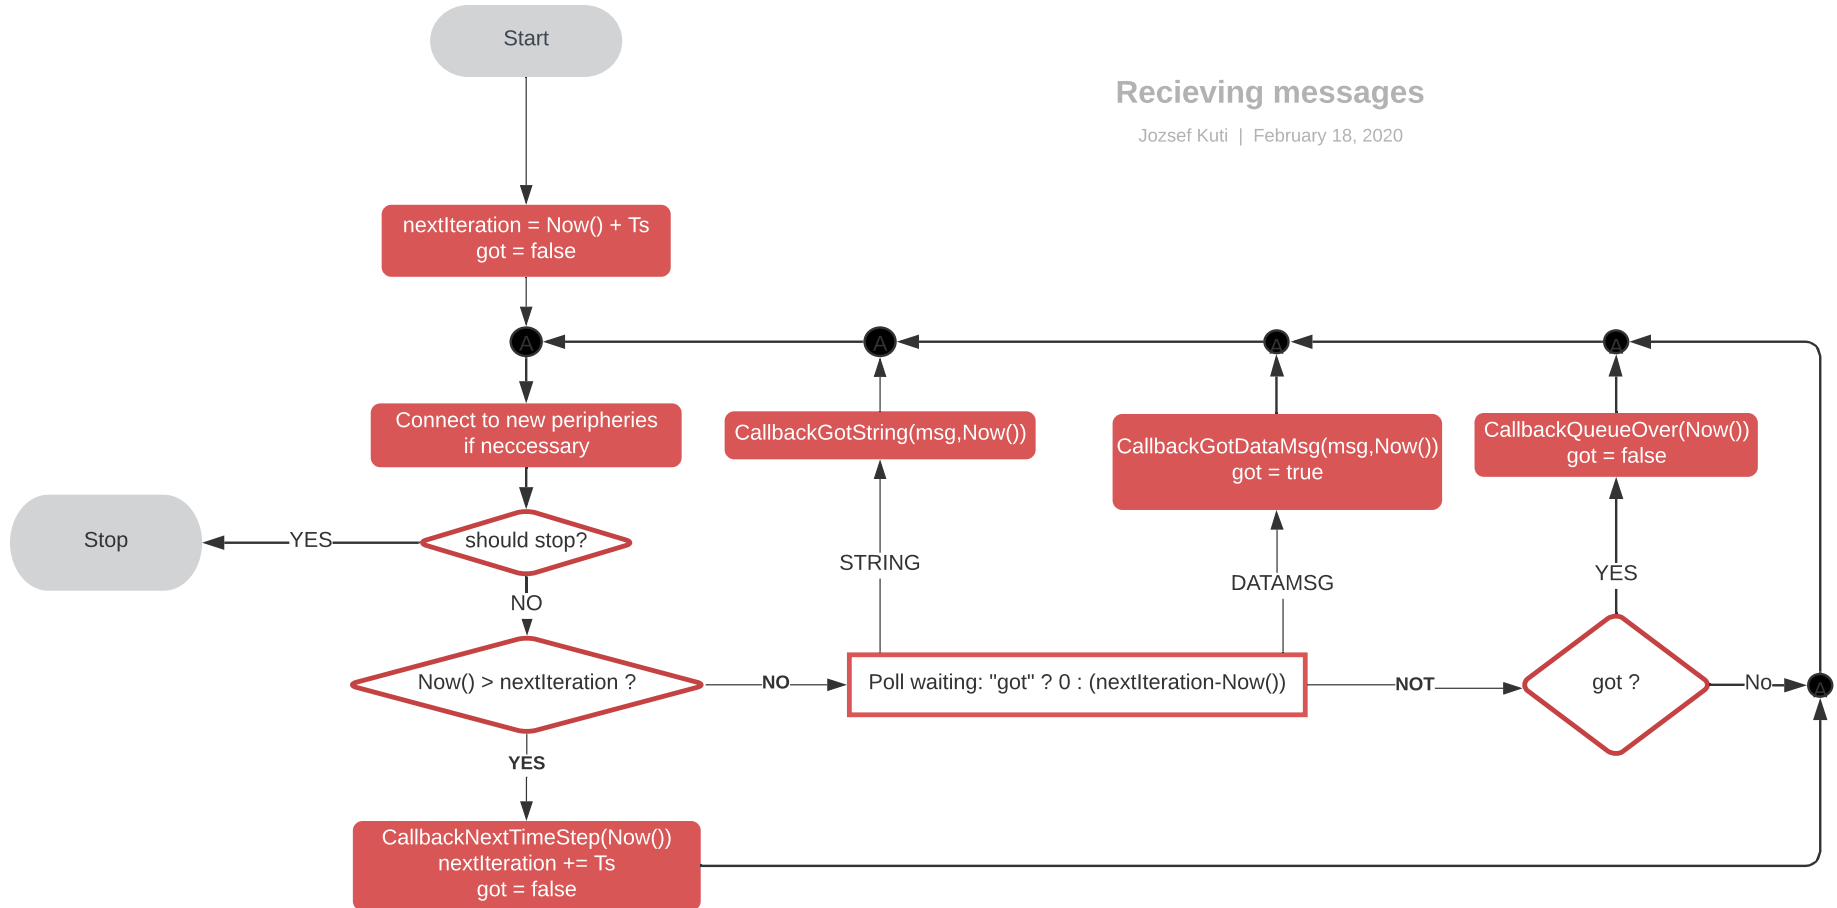 Start
Recieving messages
Jozsef Kuti | February 18, 2020
nextIteration = Now() + Ts
got = false
A
A
A
A
Connect to new peripheries
if neccessary
CallbackGotString(msg,Now())
CallbackGotDataMsg(msg,Now())
got = true
CallbackQueueOver(Now())
got = false
Stop
YES
should stop?
STRING
DATAMSG
YES
NO
Now() > nextIteration ?
NO
Poll waiting: "got" ? 0 : (nextIteration-Now())
NOT
got ?
No
A
YES
CallbackNextTimeStep(Now())
nextIteration += Ts
got = false